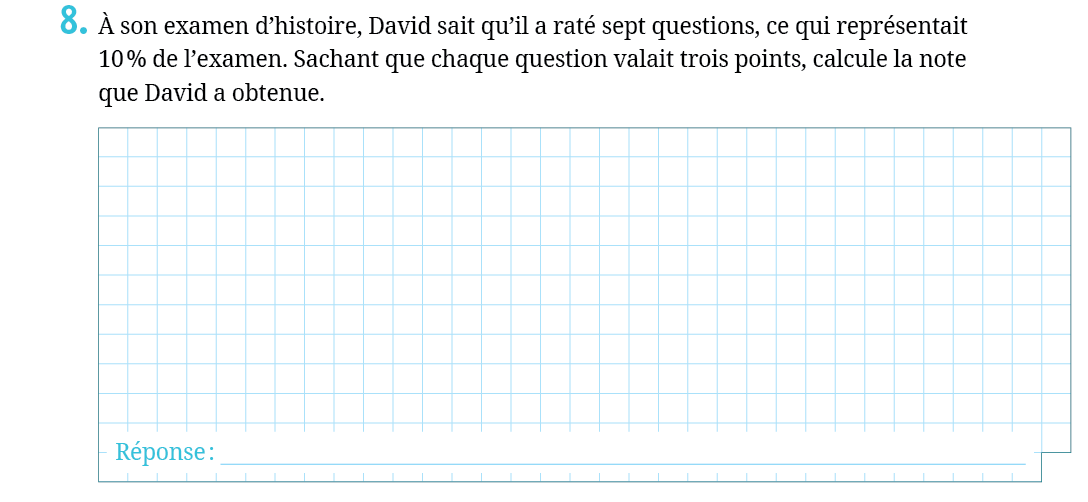 8. À son examen d’histoire, David sait qu’il a raté sept questions, ce qui représentait
10 % de l’examen. Sachant que chaque question valait trois points, calcule la note
que David a obtenue.
Réponse :